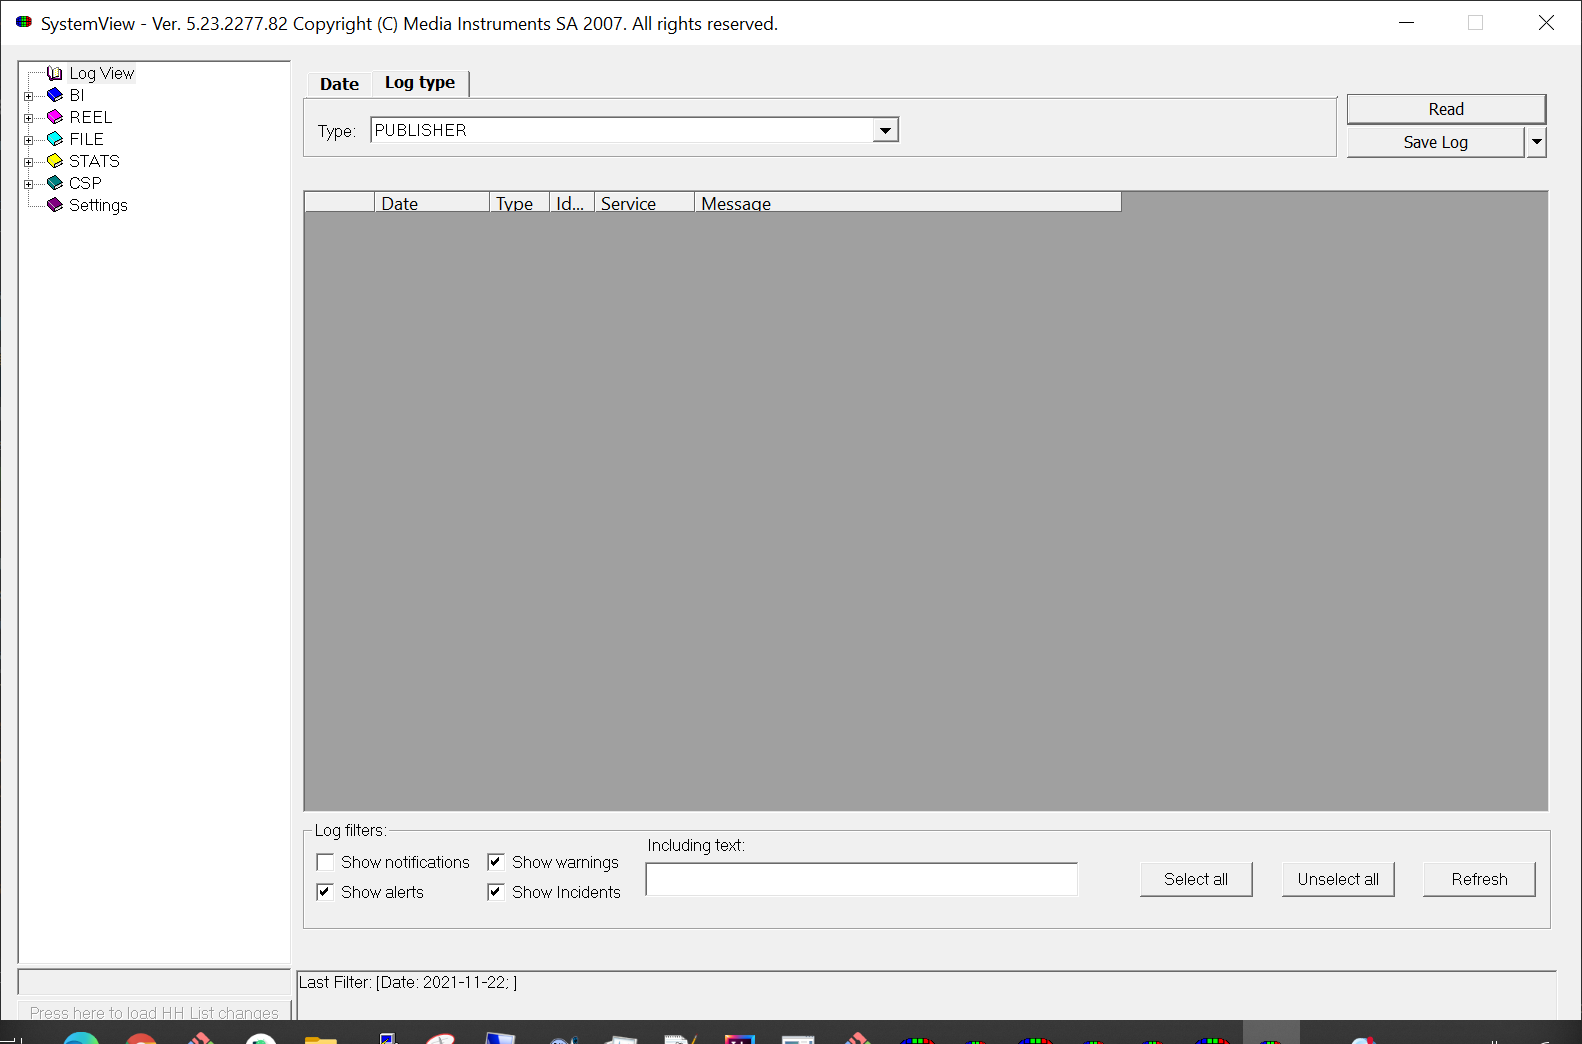 SystemView - Ver. 5.23.2277.82 Copyright (C) Media Instruments SA 2007. All rights reserved.
Log View
BI
REEL
FILE
STATS
CSP
Settings
Date Log type
Type: PUBLISHER
Read
Save Log
Date Type Id... Service Message
Log filters:
Including text:
Show notifications Show warnings
Show alerts Show Incidents
Select all Unselect all Refresh
Last Filter: [Date: 2021-11-22; ]
Press here to load HH List changes